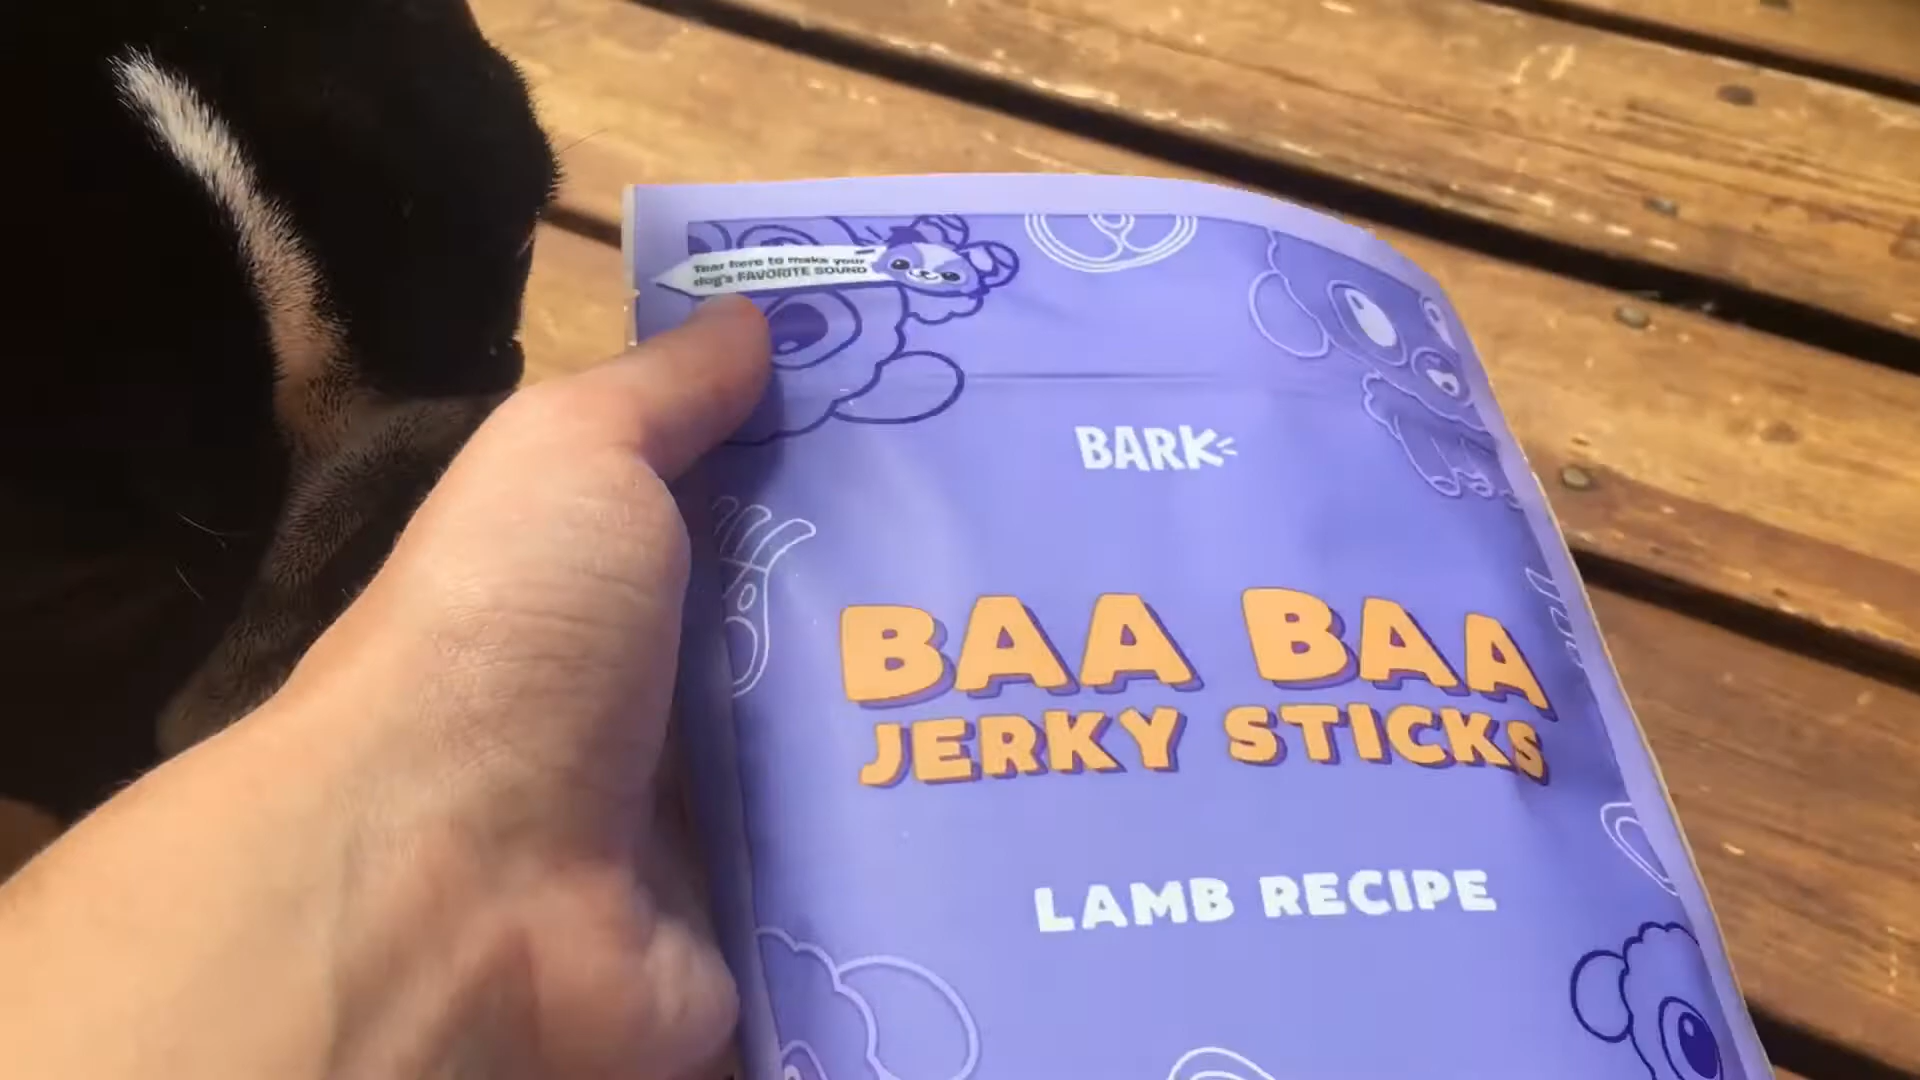 Tear here to make your
dog's FAVORITE SOUND
BARK
BAA BAA
JERKY STICKS
LAMB RECIPE